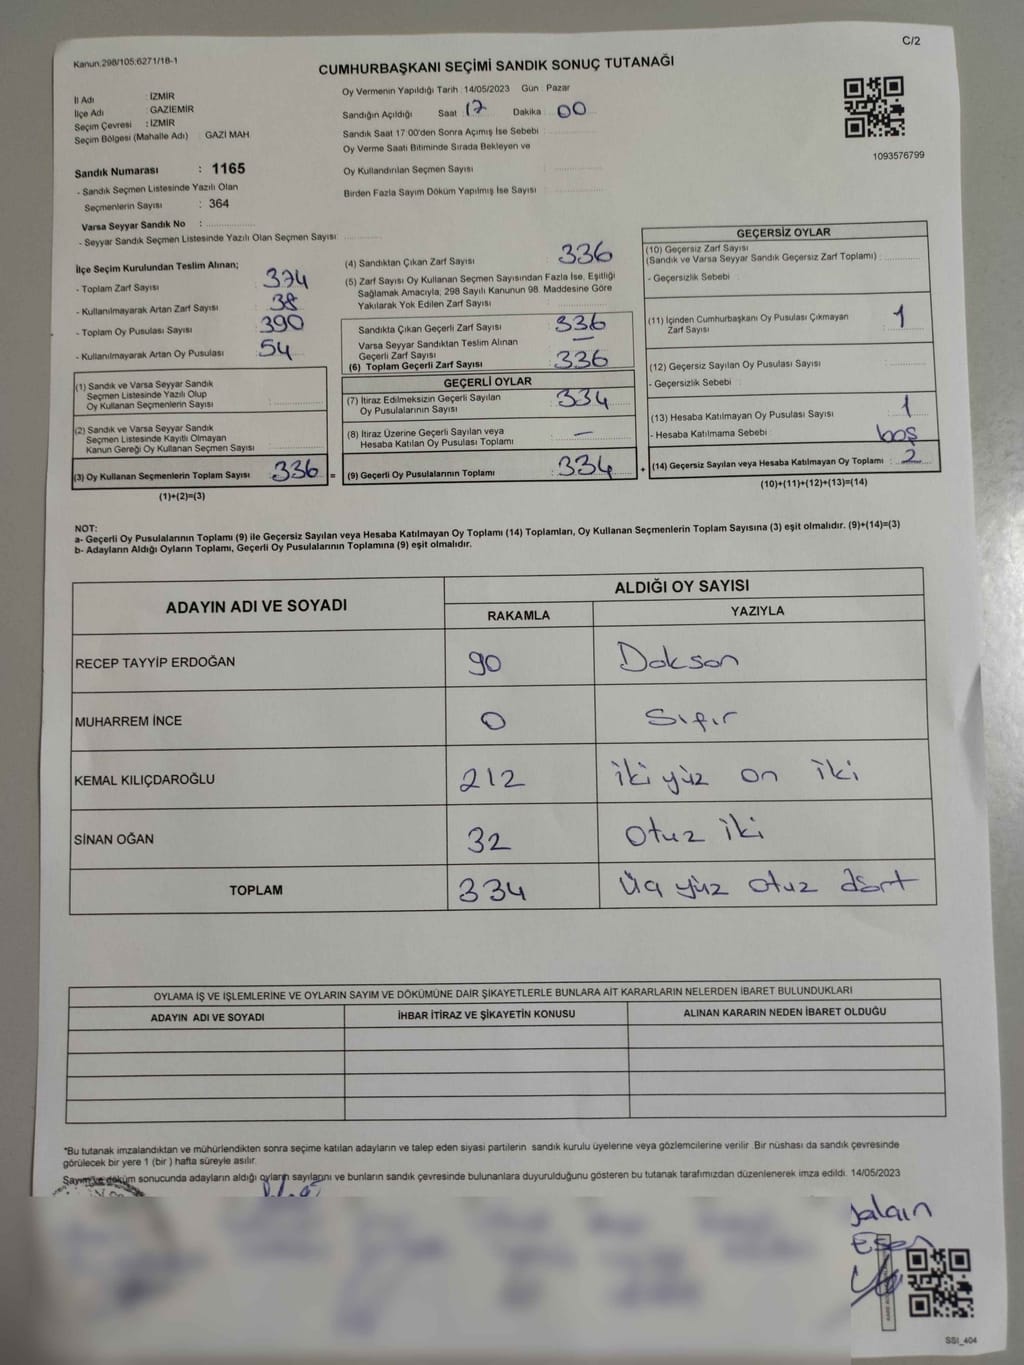 C/2
Kanun.298/105;6271/18-1
CUMHURBAŞKANI SEÇİMİ SANDIK SONUÇ TUTANAĞI
İl Adı : İZMİR
İlçe Adı : GAZİEMİR
Seçim Çevresi : İZMİR
Seçim Bölgesi (Mahalle Adı) : GAZİ MAH.
Sandık Numarası : 1165
- Sandık Seçmen Listesinde Yazılı Olan
Seçmenlerin Sayısı : 364
Varsa Seyyar Sandık No :
- Seyyar Sandık Seçmen Listesinde Yazılı Olan Seçmen Sayısı
Oy Vermenin Yapıldığı Tarih : 14/05/2023 Gün : Pazar
Sandığın Açıldığı Saat : 17 Dakika : 00
Sandık Saat 17:00'den Sonra Açımış İse Sebebi :
Oy Verme Saati Bitiminde Sırada Bekleyen ve
Oy Kullandırılan Seçmen Sayısı :
Birden Fazla Sayım Döküm Yapılmış İse Sayısı :
1093576799
İlçe Seçim Kurulundan Teslim Alınan;
- Toplam Zarf Sayısı : 374
- Kullanılmayarak Artan Zarf Sayısı : 38
- Toplam Oy Pusulası Sayısı : 390
- Kullanılmayarak Artan Oy Pusulası : 54
(1) Sandık ve Varsa Seyyar Sandık
Seçmen Listesinde Yazılı Olup
Oy Kullanan Seçmenlerin Sayısı :
(2) Sandık ve Varsa Seyyar Sandık
Seçmen Listesinde Kayıtlı Olmayan
Kanun Gereği Oy Kullanan Seçmen Sayısı :
(3) Oy Kullanan Seçmenlerin Toplam Sayısı : 336 =
(1)+(2)=(3)
(4) Sandıktan Çıkan Zarf Sayısı : 336
(5) Zarf Sayısı Oy Kullanan Seçmen Sayısından Fazla İse, Eşitliği
Sağlamak Amacıyla, 298 Sayılı Kanunun 98. Maddesine Göre
Yakılarak Yok Edilen Zarf Sayısı :
Sandıkta Çıkan Geçerli Zarf Sayısı : 336
Varsa Seyyar Sandıktan Teslim Alınan
Geçerli Zarf Sayısı : —
(6) Toplam Geçerli Zarf Sayısı : 336
GEÇERLİ OYLAR
(7) İtiraz Edilmeksizin Geçerli Sayılan
Oy Pusulalarının Sayısı : 334
(8) İtiraz Üzerine Geçerli Sayılan veya
Hesaba Katılan Oy Pusulası Toplamı : —
(9) Geçerli Oy Pusulalarının Toplamı : 334 +
GEÇERSİZ OYLAR
(10) Geçersiz Zarf Sayısı
(Sandık ve Varsa Seyyar Sandık Geçersiz Zarf Toplamı) :
- Geçersizlik Sebebi :
(11) İçinden Cumhurbaşkanı Oy Pusulası Çıkmayan
Zarf Sayısı : 1
(12) Geçersiz Sayılan Oy Pusulası Sayısı :
- Geçersizlik Sebebi :
(13) Hesaba Katılmayan Oy Pusulası Sayısı : 1
- Hesaba Katılmama Sebebi : boş
(14) Geçersiz Sayılan veya Hesaba Katılmayan Oy Toplamı : 2
(10)+(11)+(12)+(13)=(14)
NOT:
a- Geçerli Oy Pusulalarının Toplamı (9) ile Geçersiz Sayılan veya Hesaba Katılmayan Oy Toplamı (14) Toplamları, Oy Kullanan Seçmenlerin Toplam Sayısına (3) eşit olmalıdır. (9)+(14)=(3)
b- Adayların Aldığı Oyların Toplamı, Geçerli Oy Pusulalarının Toplamına (9) eşit olmalıdır.
ADAYIN ADI VE SOYADI
ALDIĞI OY SAYISI
RAKAMLA YAZIYLA
RECEP TAYYİP ERDOĞAN 90 Doksan
MUHARREM İNCE 0 Sıfır
KEMAL KILIÇDAROĞLU 212 iki yüz on iki
SİNAN OĞAN 32 Otuz iki
TOPLAM 334 Üç yüz otuz dört
OYLAMA İŞ VE İŞLEMLERİNE VE OYLARIN SAYIM VE DÖKÜMÜNE DAİR ŞİKAYETLERLE BUNLARA AİT KARARLARIN NELERDEN İBARET BULUNDUKLARI
ADAYIN ADI VE SOYADI İHBAR İTİRAZ VE ŞİKAYETİN KONUSU ALINAN KARARIN NEDEN İBARET OLDUĞU
*Bu tutanak imzalandıktan ve mühürlendikten sonra seçime katılan adayların ve talep eden siyasi partilerin sandık kurulu üyelerine veya gözlemcilerine verilir. Bir nüshası da sandık çevresinde
görülecek bir yere 1 (bir) hafta süreyle asılır.
Sayım ve döküm sonucunda adayların aldığı oyların sayılarını ve bunların sandık çevresinde bulunanlara duyurulduğunu gösteren bu tutanak tarafımızdan düzenlenerek imza edildi. 14/05/2023
SSI_404